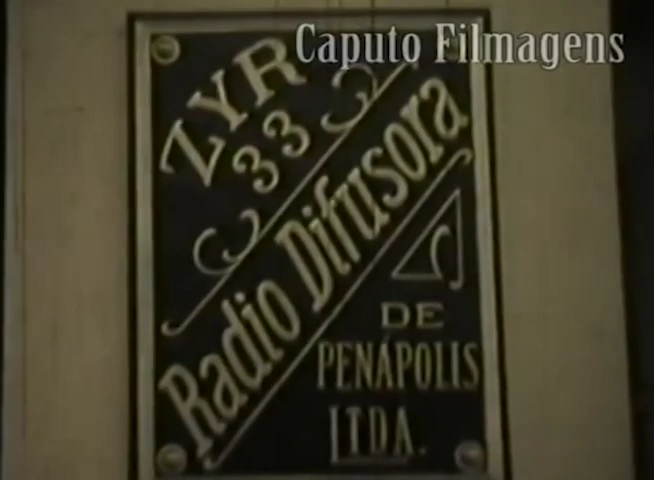 Caputo Filmagens
ZYR
33
Radio Difusora
DE
PENÁPOLIS
LTDA.